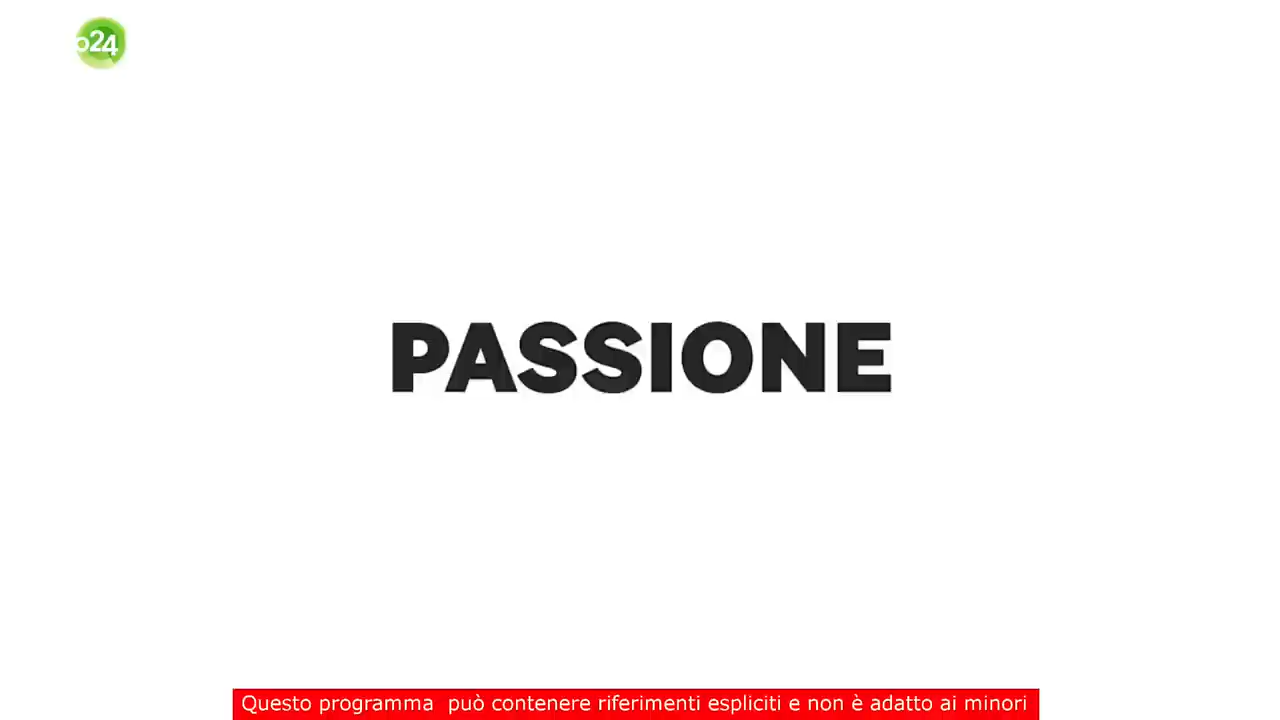 o24
PASSIONE
Questo programma può contenere riferimenti espliciti e non è adatto ai minori